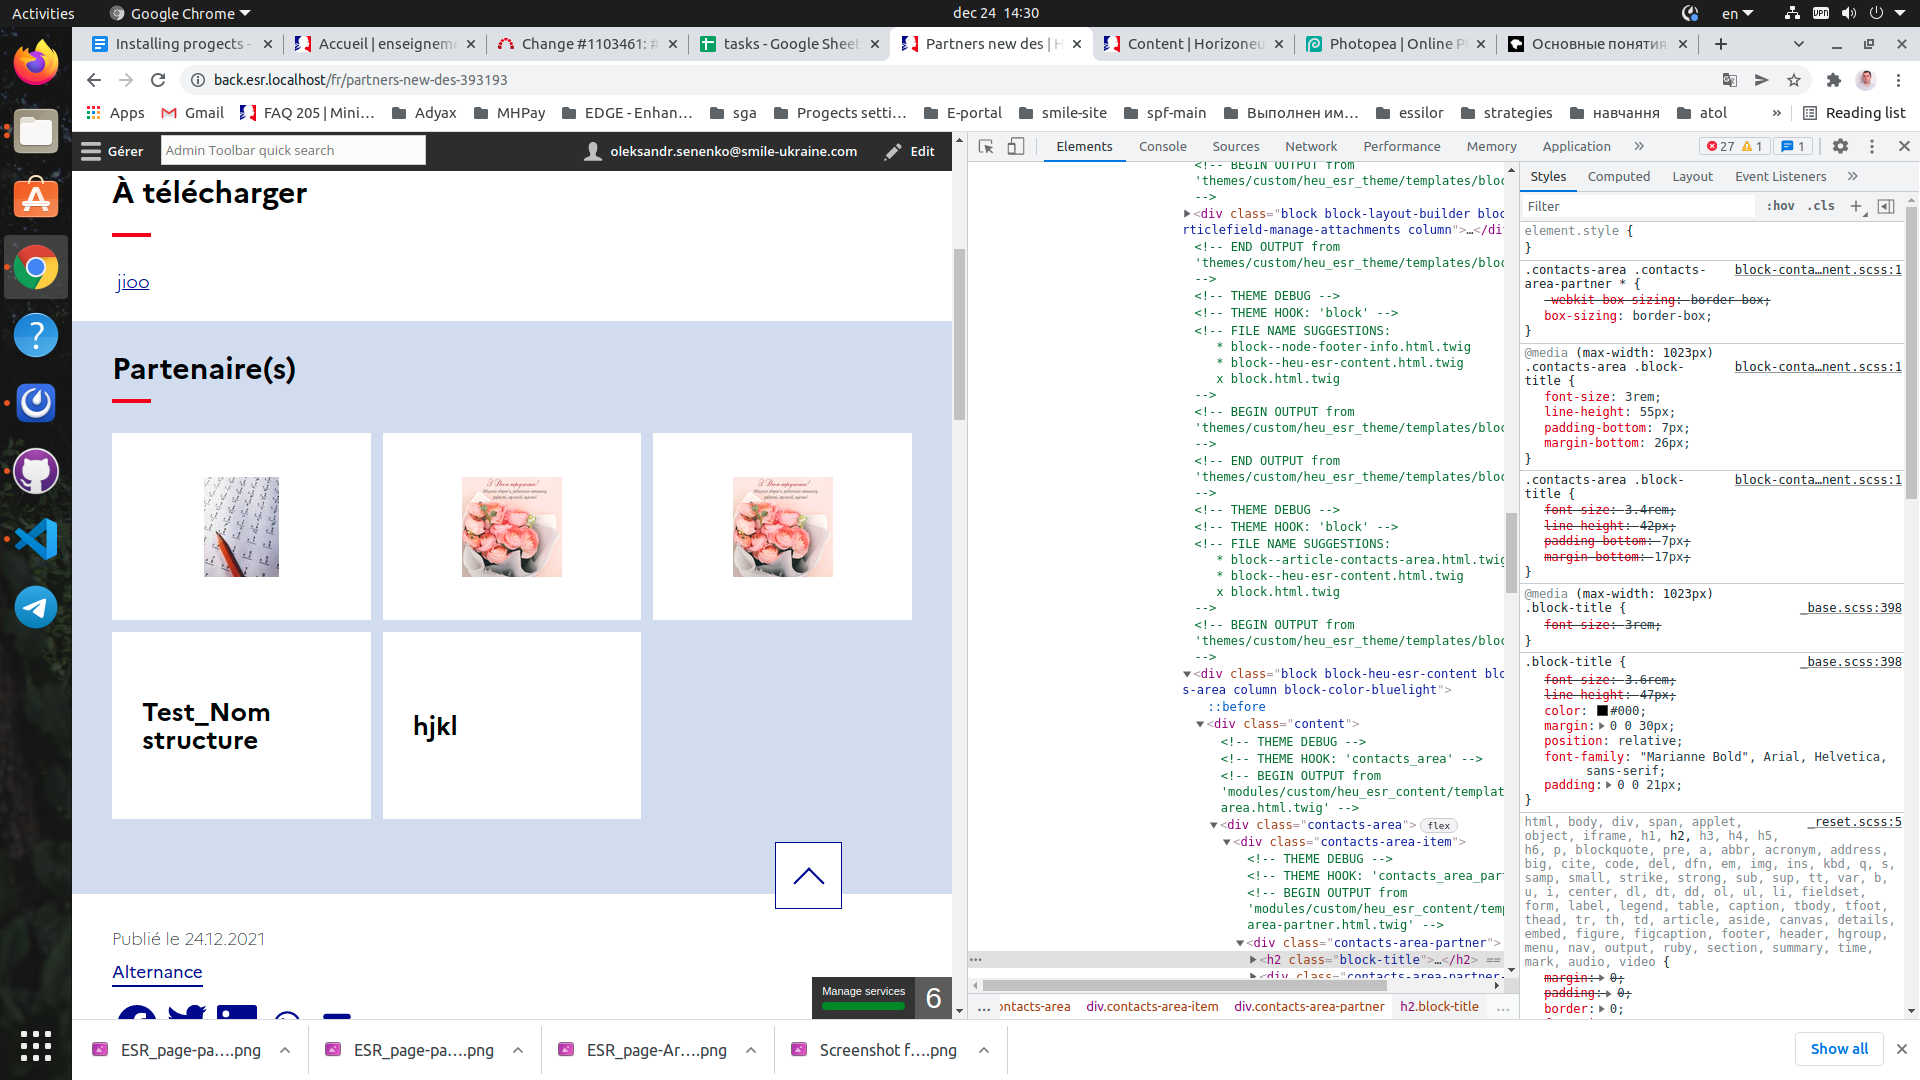 Activities
Google Chrome
dec 24 14:30
en
VPN
Installing progects -
Accueil | enseignem
Change #1103461: #
tasks - Google Sheet
Partners new des | H
Content | Horizoneu
Photopea | Online P
Основные понятия
back.esr.localhost/fr/partners-new-des-393193
Apps
Gmail
FAQ 205 | Mini…
Adyax
MHPay
EDGE - Enhan…
sga
Progects setti…
E-portal
smile-site
spf-main
Выполнен им…
essilor
strategies
навчання
atol
»
Reading list
Gérer
Admin Toolbar quick search
oleksandr.senenko@smile-ukraine.com
Edit
À télécharger
jioo
Partenaire(s)
З Днем народження!
Test_Nom
structure
hjkl
Publié le 24.12.2021
Alternance
Manage services
6
Elements
Console
Sources
Network
Performance
Memory
Application
»
27
1
1
<!-- BEGIN OUTPUT from
'themes/custom/heu_esr_theme/templates/bloc
-->
<div class="block block-layout-builder bloc
rticlefield-manage-attachments column">…</div
<!-- END OUTPUT from
'themes/custom/heu_esr_theme/templates/bloc
-->
<!-- THEME DEBUG -->
<!-- THEME HOOK: 'block' -->
<!-- FILE NAME SUGGESTIONS:
* block--node-footer-info.html.twig
* block--heu-esr-content.html.twig
x block.html.twig
-->
<!-- BEGIN OUTPUT from
'themes/custom/heu_esr_theme/templates/bloc
-->
<!-- END OUTPUT from
'themes/custom/heu_esr_theme/templates/bloc
-->
<!-- THEME DEBUG -->
<!-- THEME HOOK: 'block' -->
<!-- FILE NAME SUGGESTIONS:
* block--article-contacts-area.html.twig
* block--heu-esr-content.html.twig
x block.html.twig
-->
<!-- BEGIN OUTPUT from
'themes/custom/heu_esr_theme/templates/bloc
-->
<div class="block block-heu-esr-content blo
s-area column block-color-bluelight">
::before
<div class="content">
<!-- THEME DEBUG -->
<!-- THEME HOOK: 'contacts_area' -->
<!-- BEGIN OUTPUT from
'modules/custom/heu_esr_content/templat
area.html.twig' -->
<div class="contacts-area"> flex
<div class="contacts-area-item">
<!-- THEME DEBUG -->
<!-- THEME HOOK: 'contacts_area_par
<!-- BEGIN OUTPUT from
'modules/custom/heu_esr_content/temp
area-partner.html.twig' -->
<div class="contacts-area-partner">
… <h2 class="block-title">…</h2> ==
<div class="contacts-area-partner-
… ontacts-area div.contacts-area-item div.contacts-area-partner h2.block-title …
Styles
Computed
Layout
Event Listeners
»
Filter
:hov .cls +
element.style {
}
.contacts-area .contacts- block-conta…nent.scss:1
area-partner * {
-webkit-box-sizing: border-box;
box-sizing: border-box;
}
@media (max-width: 1023px)
.contacts-area .block- block-conta…nent.scss:1
title {
font-size: 3rem;
line-height: 55px;
padding-bottom: 7px;
margin-bottom: 26px;
}
.contacts-area .block- block-conta…nent.scss:1
title {
font-size: 3.4rem;
line-height: 42px;
padding-bottom: 7px;
margin-bottom: 17px;
}
@media (max-width: 1023px)
.block-title { _base.scss:398
font-size: 3rem;
}
.block-title { _base.scss:398
font-size: 3.6rem;
line-height: 47px;
color: #000;
margin: 0 0 30px;
position: relative;
font-family: "Marianne Bold", Arial, Helvetica,
sans-serif;
padding: 0 0 21px;
}
html, body, div, span, applet, _reset.scss:5
object, iframe, h1, h2, h3, h4, h5,
h6, p, blockquote, pre, a, abbr, acronym, address,
big, cite, code, del, dfn, em, img, ins, kbd, q, s,
samp, small, strike, strong, sub, sup, tt, var, b,
u, i, center, dl, dt, dd, ol, ul, li, fieldset,
form, label, legend, table, caption, tbody, tfoot,
thead, tr, th, td, article, aside, canvas, details,
embed, figure, figcaption, footer, header, hgroup,
menu, nav, output, ruby, section, summary, time,
mark, audio, video {
margin: 0;
padding: 0;
border: 0;
ESR_page-pa….png
ESR_page-pa….png
ESR_page-Ar….png
Screenshot f….png
Show all